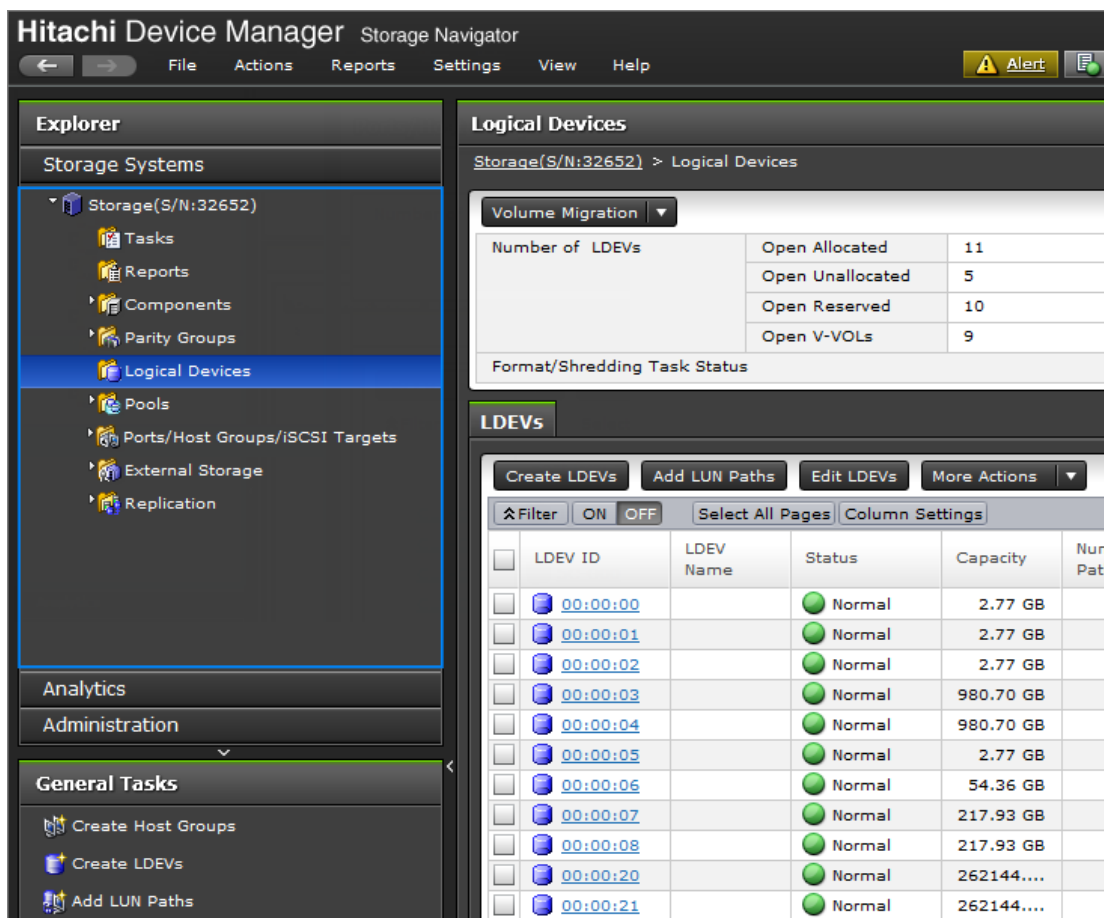 Hitachi Device Manager Storage Navigator
File Actions Reports Settings View Help
Alert
Explorer
Storage Systems
Storage(S/N:32652)
Tasks
Reports
Components
Parity Groups
Logical Devices
Pools
Ports/Host Groups/iSCSI Targets
External Storage
Replication
Analytics
Administration
General Tasks
Create Host Groups
Create LDEVs
Add LUN Paths
Logical Devices
Storage(S/N:32652) > Logical Devices
Volume Migration
Number of LDEVs Open Allocated 11
Open Unallocated 5
Open Reserved 10
Open V-VOLs 9
Format/Shredding Task Status
LDEVs
Create LDEVs Add LUN Paths Edit LDEVs More Actions
Filter ON OFF Select All Pages Column Settings
LDEV ID LDEV Name Status Capacity
00:00:00 Normal 2.77 GB
00:00:01 Normal 2.77 GB
00:00:02 Normal 2.77 GB
00:00:03 Normal 980.70 GB
00:00:04 Normal 980.70 GB
00:00:05 Normal 2.77 GB
00:00:06 Normal 54.36 GB
00:00:07 Normal 217.93 GB
00:00:08 Normal 217.93 GB
00:00:20 Normal 262144....
00:00:21 Normal 262144....